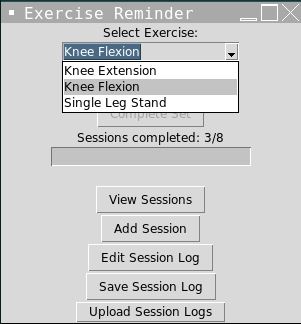 Exercise Reminder
Select Exercise:
Knee Flexion
Knee Extension
Knee Flexion
Single Leg Stand
Complete Set
Sessions completed: 3/8
View Sessions
Add Session
Edit Session Log
Save Session Log
Upload Session Logs